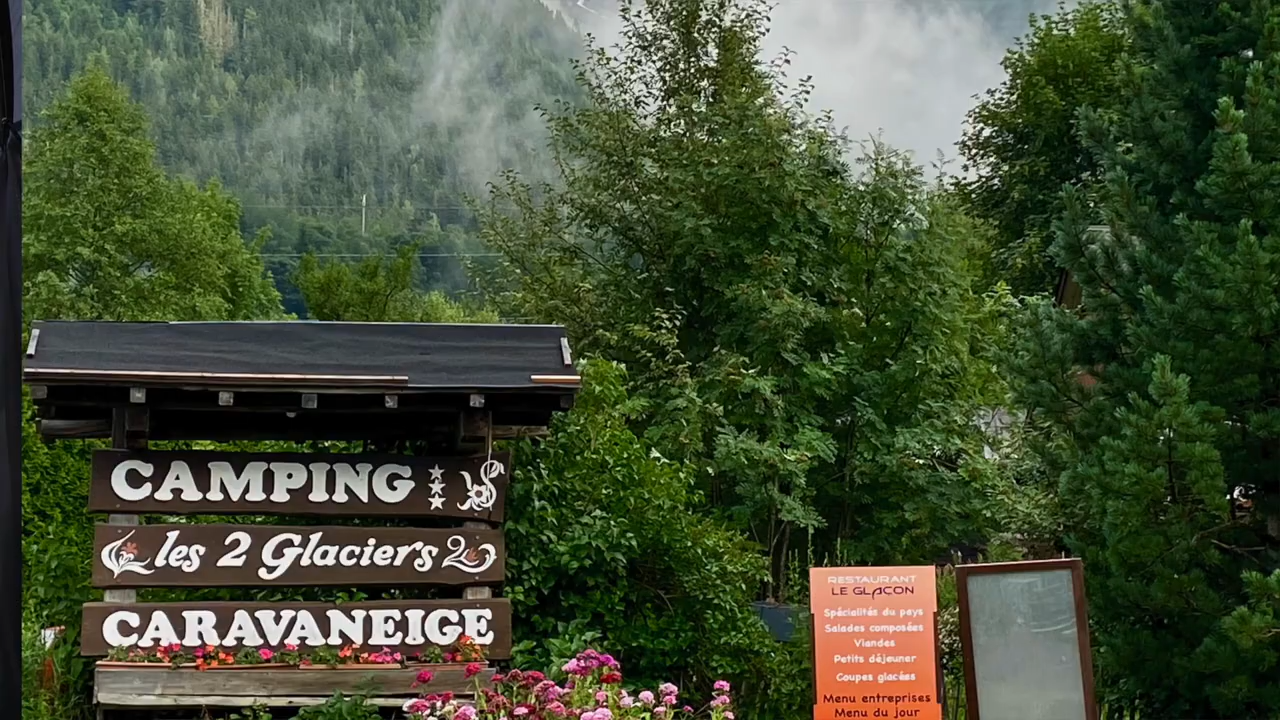 CAMPING
les 2 Glaciers
CARAVANEIGE
RESTAURANT
LE GLACON
Spécialités du pays
Salades composées
Viandes
Petits déjeuner
Coupes glacées
Menu entreprises
Menu du jour